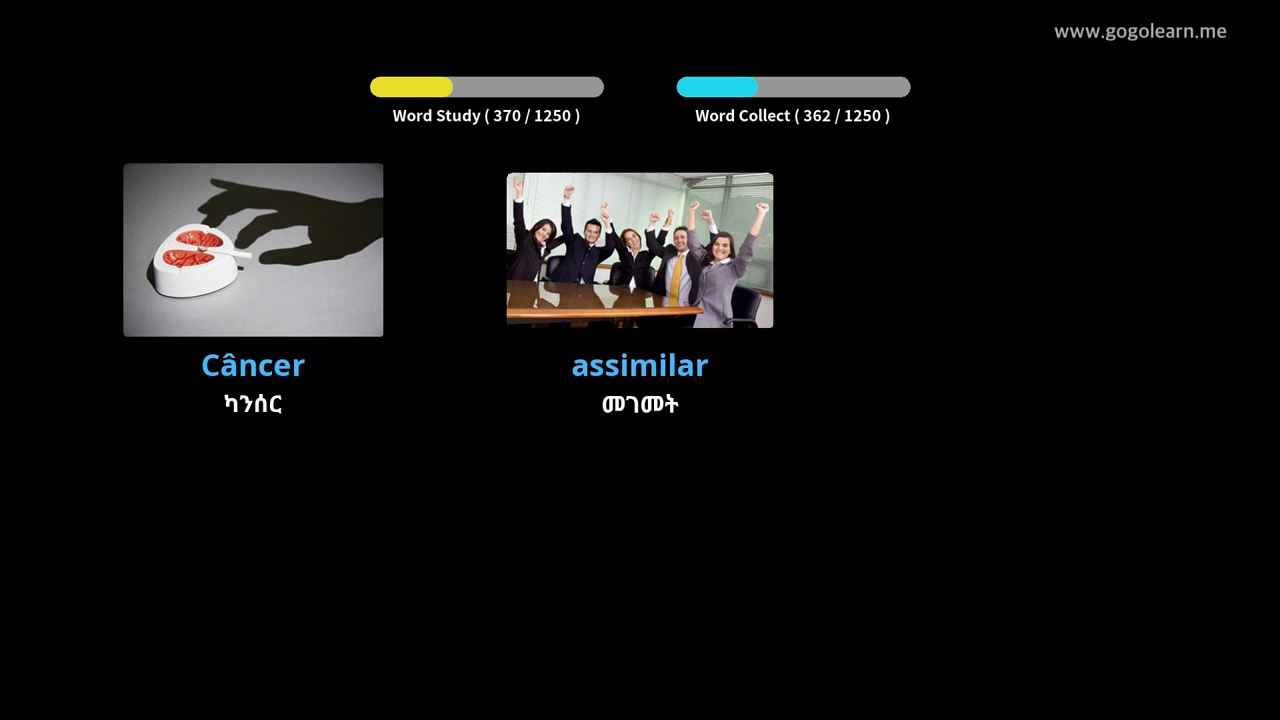 www.gogolearn.me
Word Study ( 370 / 1250 )
Word Collect ( 362 / 1250 )
Câncer
ካንሰር
assimilar
መገመት